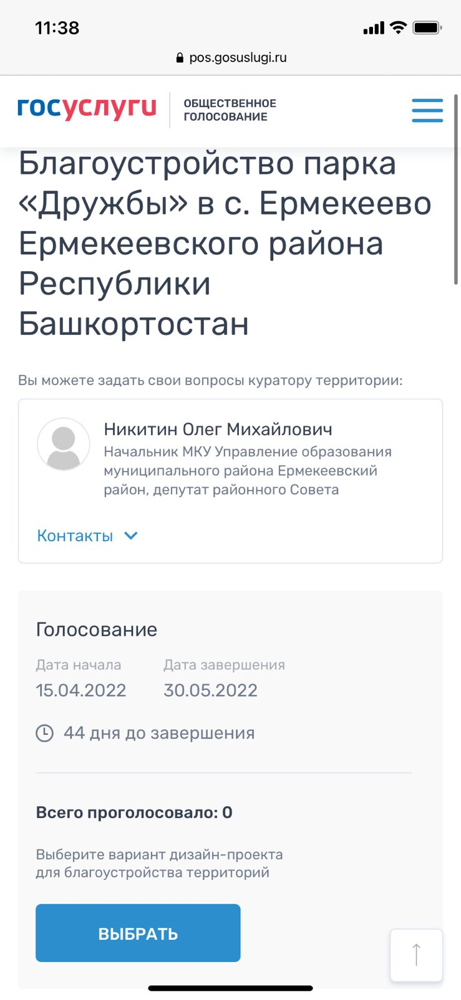 11:38
pos.gosuslugi.ru
госуслуги
ОБЩЕСТВЕННОЕ
ГОЛОСОВАНИЕ
Благоустройство парка
«Дружбы» в с. Ермекеево
Ермекеевского района
Республики
Башкортостан
Вы можете задать свои вопросы куратору территории:
Никитин Олег Михайлович
Начальник МКУ Управление образования
муниципального района Ермекеевский
район, депутат районного Совета
Контакты
Голосование
Дата начала Дата завершения
15.04.2022 30.05.2022
44 дня до завершения
Всего проголосовало: 0
Выберите вариант дизайн-проекта
для благоустройства территорий
ВЫБРАТЬ